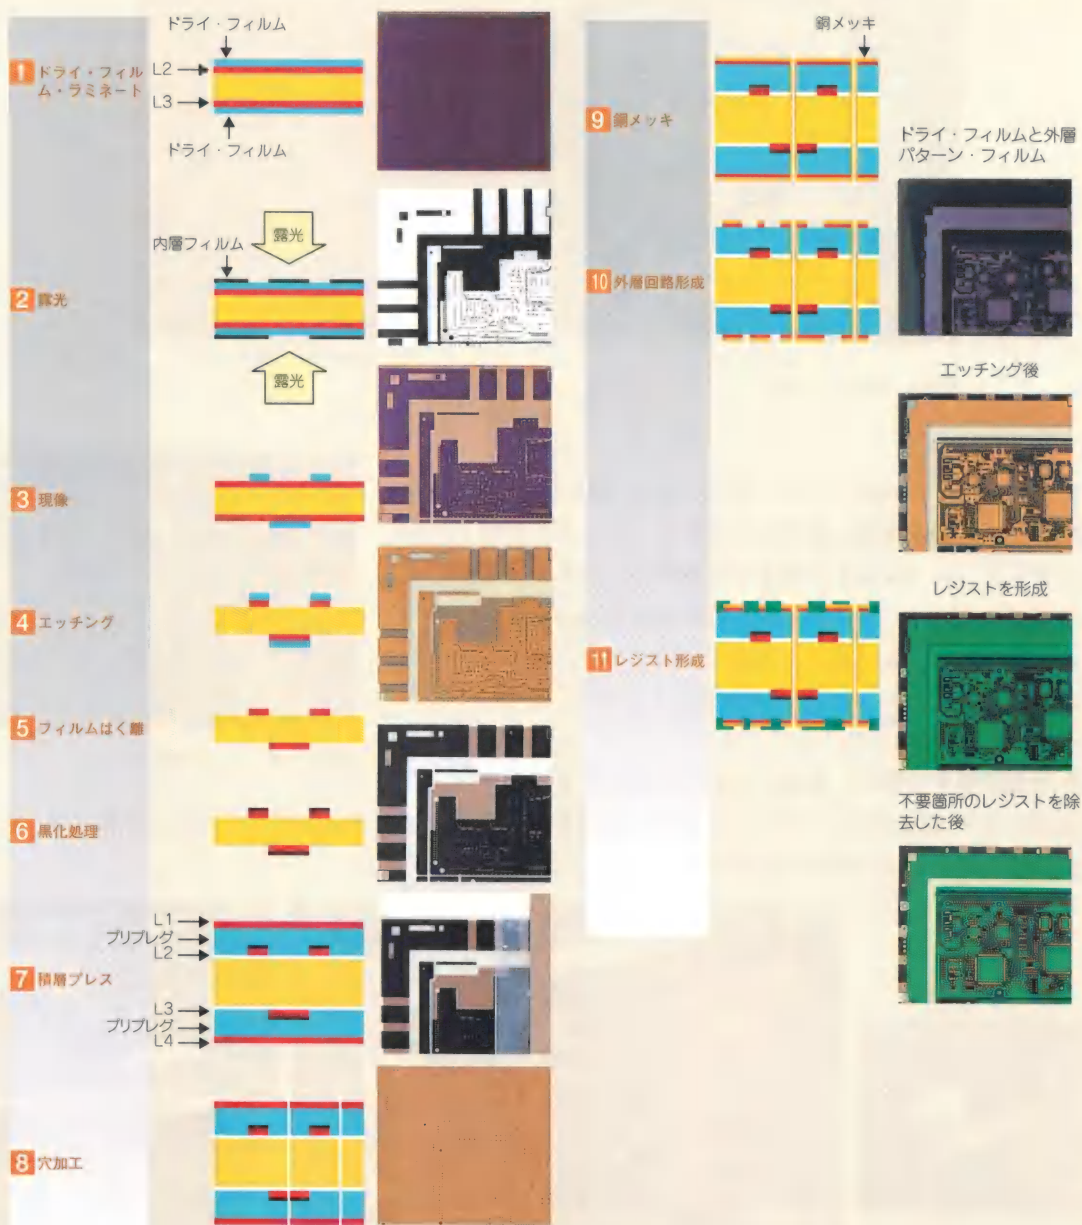 ドライ・フィルム
1 ドライ・フィル
ム・ラミネート
L2
L3
ドライ・フィルム
2 露光
内層フィルム
露光
露光
3 現像
4 エッチング
5 フィルムはく離
6 黒化処理
7 積層プレス
L1
プリプレグ
L2
L3
プリプレグ
L4
8 穴加工
銅メッキ
9 銅メッキ
10 外層回路形成
ドライ・フィルムと外層
パターン・フィルム
エッチング後
11 レジスト形成
レジストを形成
不要箇所のレジストを除
去した後